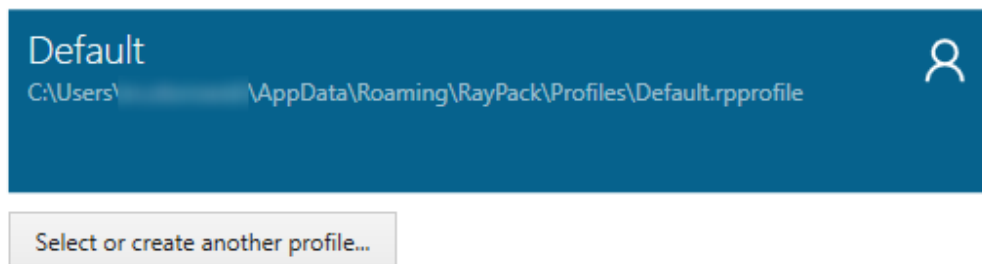 Default
C:\Users\ \AppData\Roaming\RayPack\Profiles\Default.rpprofile
Select or create another profile...